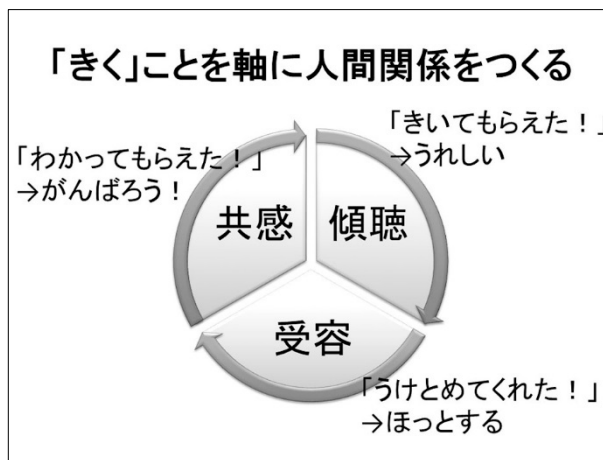 「きく」ことを軸に人間関係をつくる
「きいてもらえた！」
→うれしい
「わかってもらえた！」
→がんばろう！
共感
傾聴
受容
「うけとめてくれた！」
→ほっとする